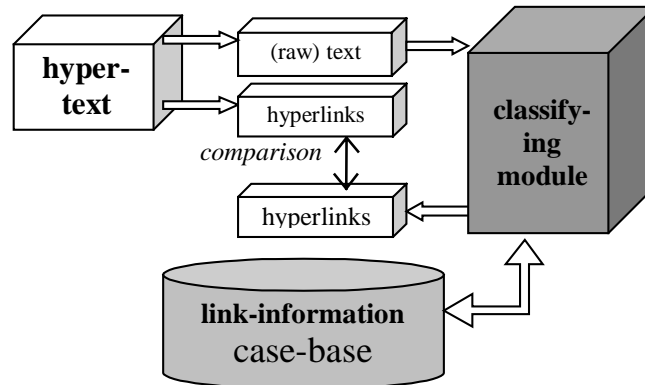 hyper-
text
(raw) text
hyperlinks
comparison
hyperlinks
classify-
ing
module
link-information
case-base